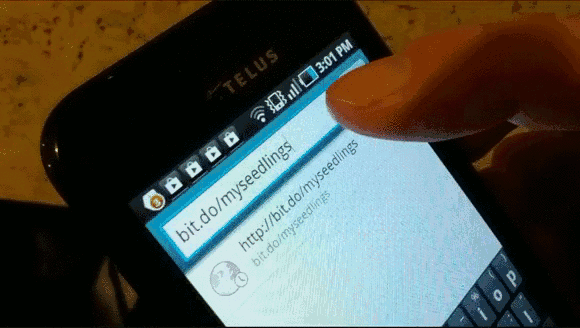 TELUS
3:01 PM
bit.do/myseedlings
http://bit.do/myseedlings
bit.do/myseedlings
i o p
l